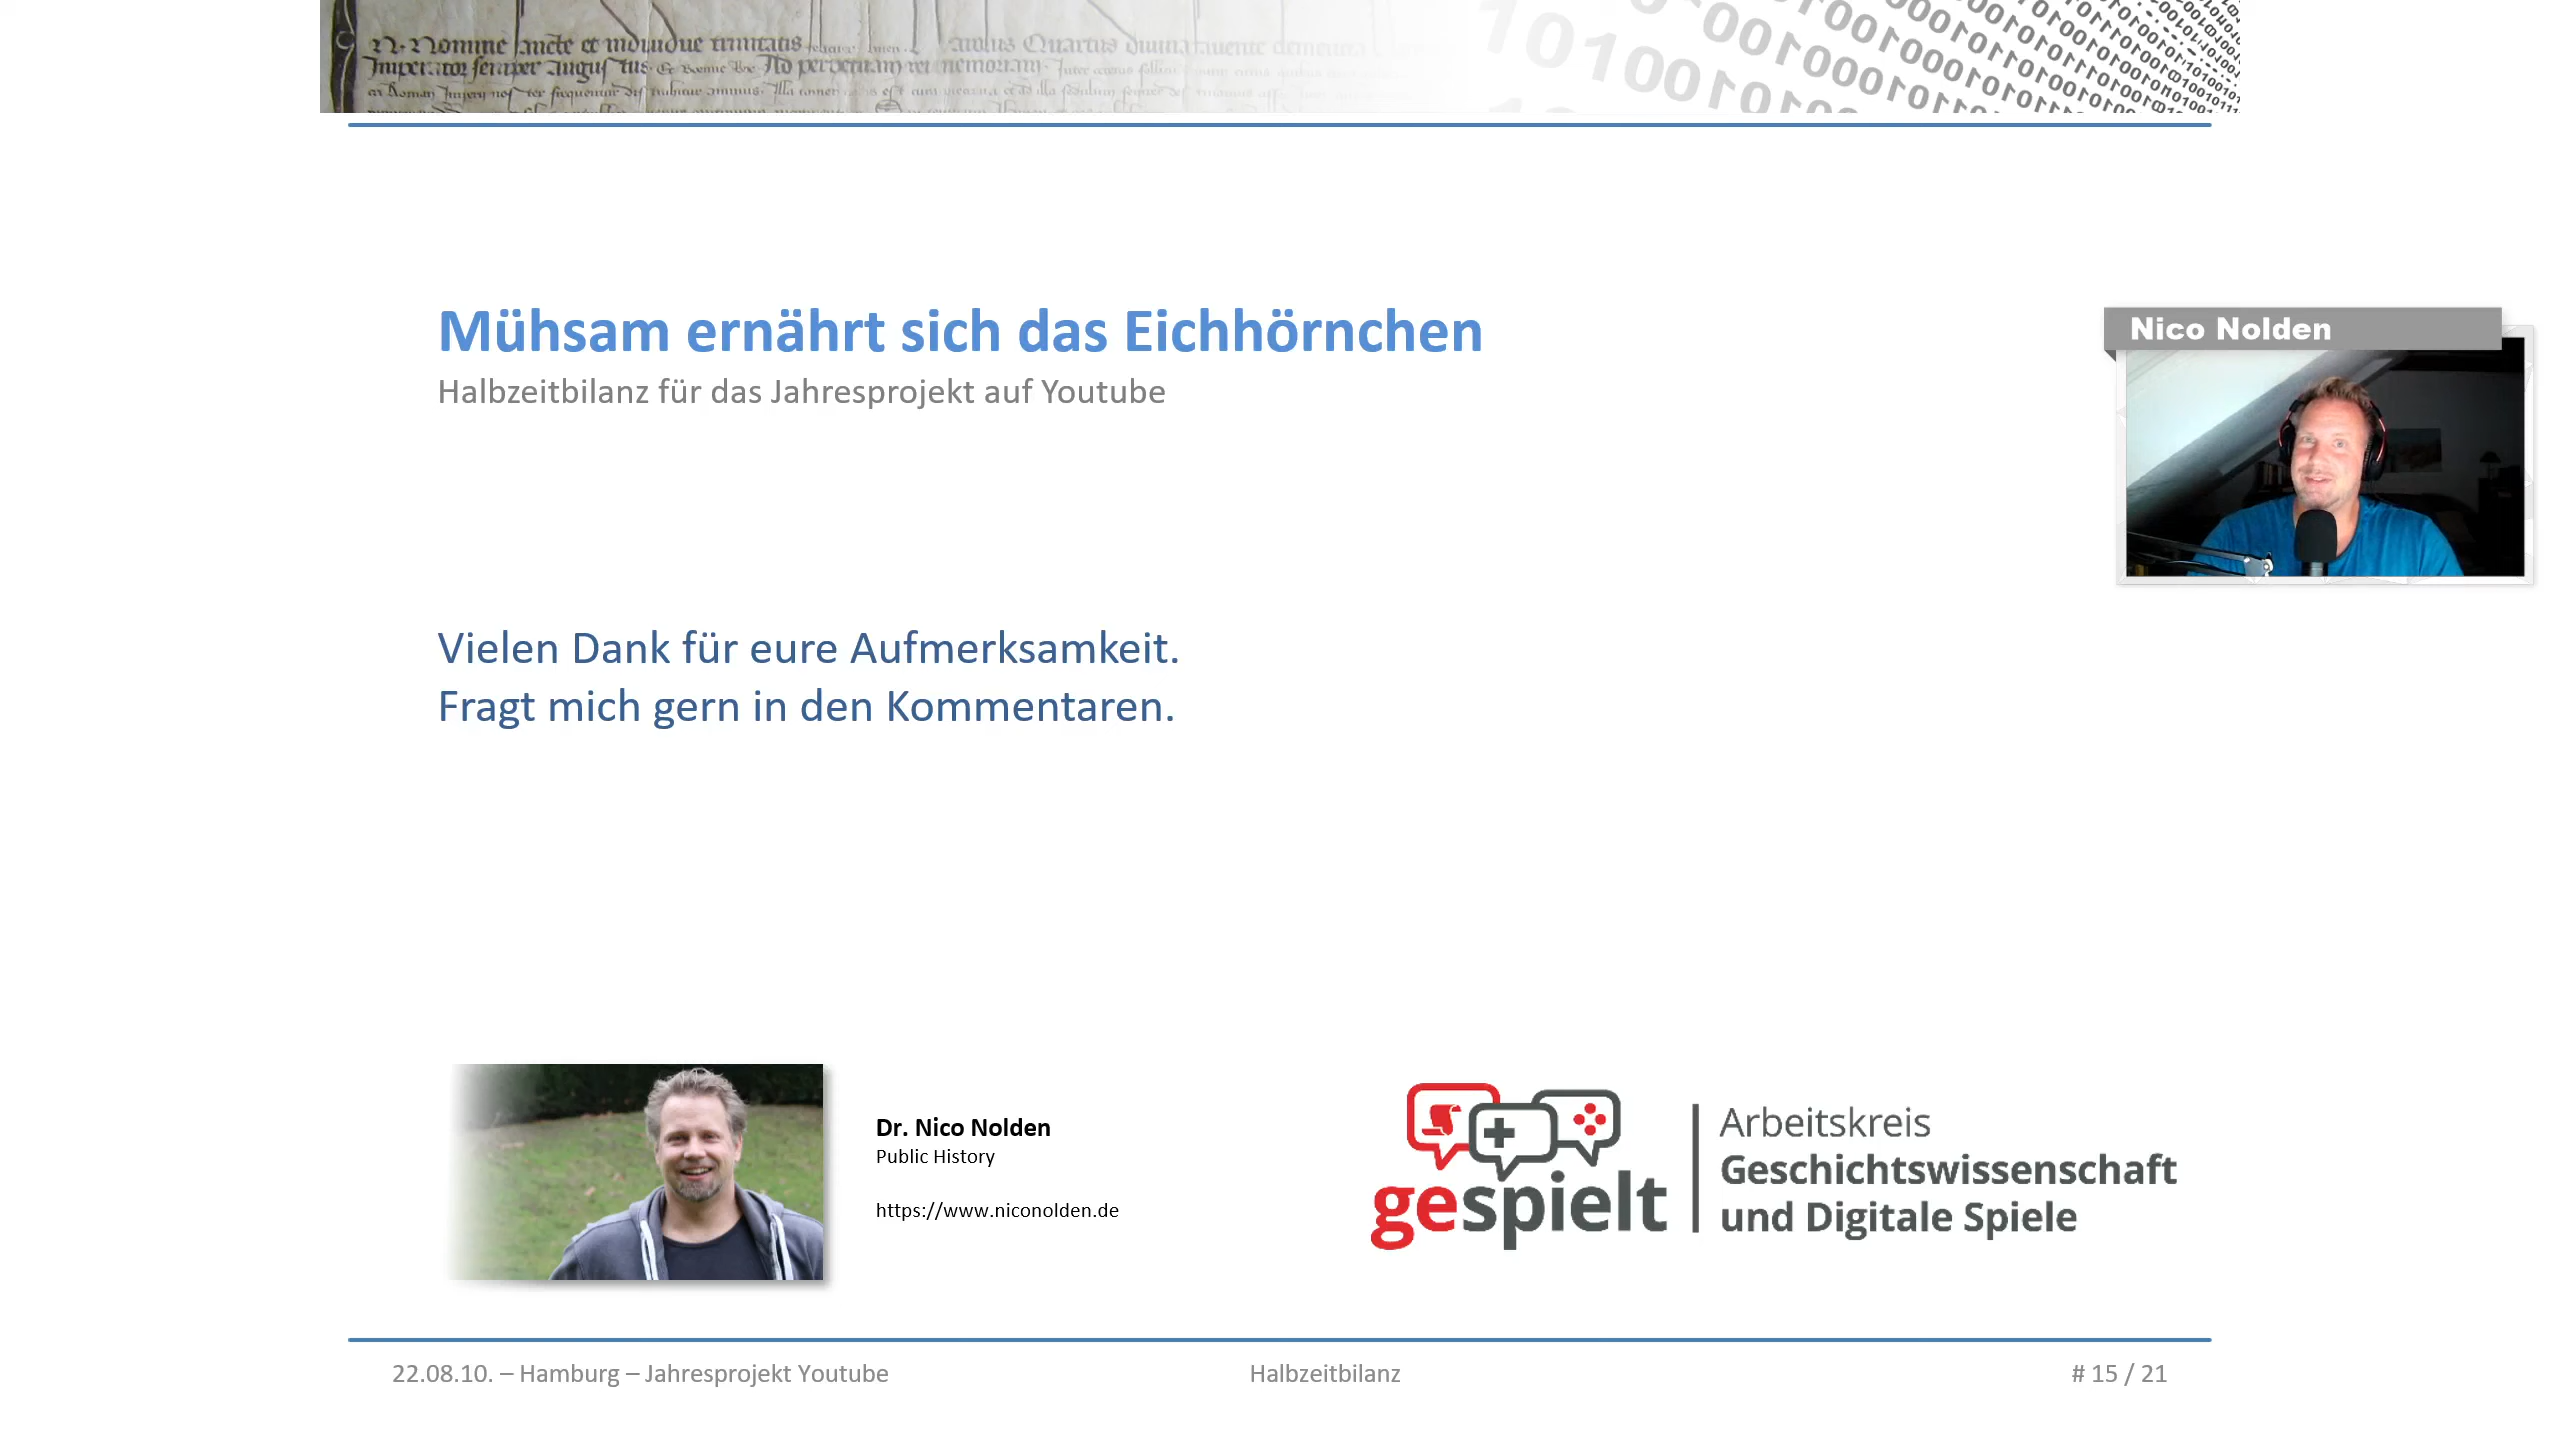 Mühsam ernährt sich das Eichhörnchen
Halbzeitbilanz für das Jahresprojekt auf Youtube
Nico Nolden
Vielen Dank für eure Aufmerksamkeit.
Fragt mich gern in den Kommentaren.
Dr. Nico Nolden
Public History
https://www.niconolden.de
gespielt
Arbeitskreis
Geschichtswissenschaft
und Digitale Spiele
22.08.10. – Hamburg – Jahresprojekt Youtube
Halbzeitbilanz
# 15 / 21